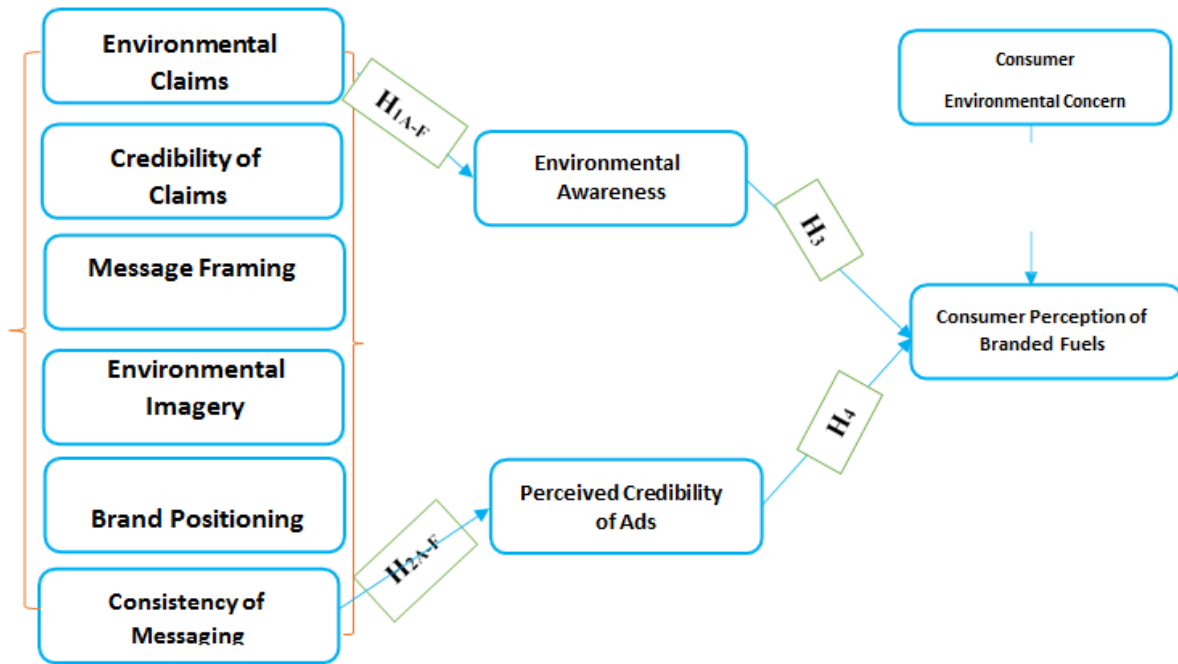 Environmental
Claims
Credibility of
Claims
Message Framing
Environmental
Imagery
Brand Positioning
Consistency of
Messaging
H1A-F
H2A-F
Environmental
Awareness
Perceived Credibility
of Ads
H3
H4
Consumer
Environmental Concern
Consumer Perception of
Branded Fuels